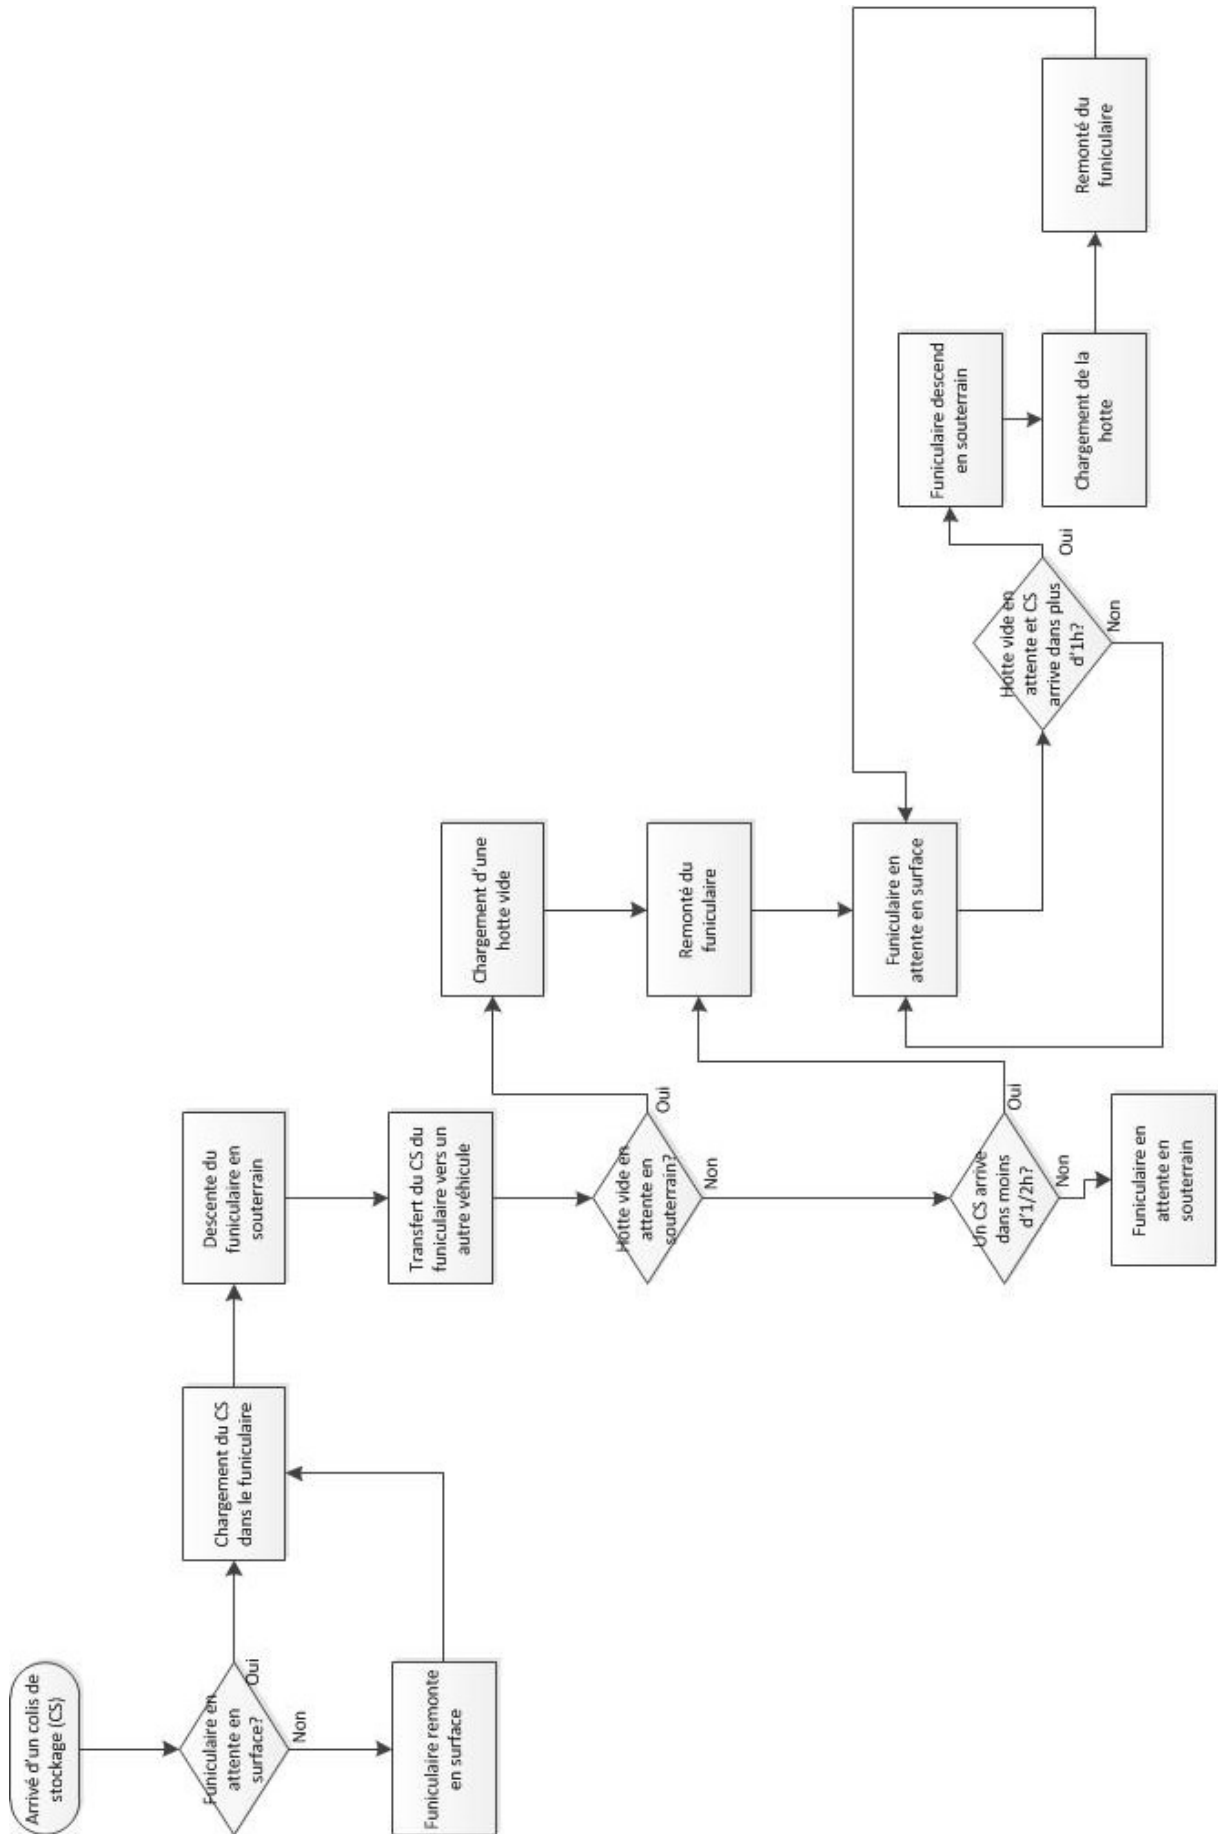 Arrivé d'un colis de
stockage (CS)
Funiculaire en
attente en
surface?
Oui
Non
Funiculaire remonte
en surface
Chargement du CS
dans le funiculaire
Descente du
funiculaire en
souterrain
Transfert du CS du
funiculaire vers un
autre véhicule
Hotte vide en
attente en
souterrain?
Oui
Non
Chargement d'une
hotte vide
Remonté du
funiculaire
Funiculaire en
attente en surface
Un CS arrive
dans moins
d'1/2h?
Oui
Non
Funiculaire en
attente en
souterrain
Hotte vide en
attente et CS
arrive dans plus
d'1h?
Oui
Non
Funiculaire descend
en souterrain
Chargement de la
hotte
Remonté du
funiculaire